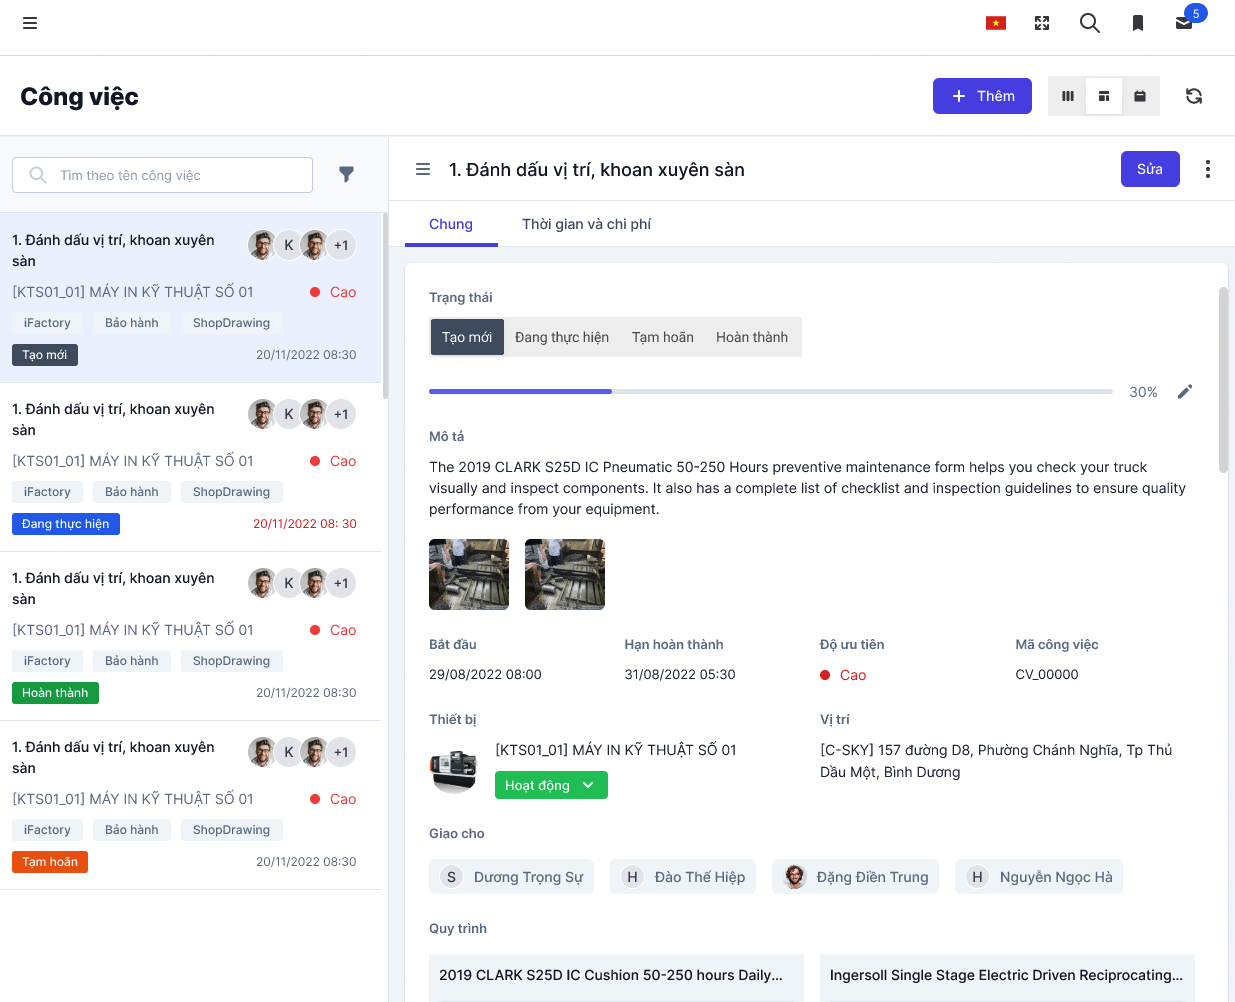 5
Công việc
Thêm
Tìm theo tên công việc
1. Đánh dấu vị trí, khoan xuyên
sàn
K
+1
[KTS01_01] MÁY IN KỸ THUẬT SỐ 01
Cao
iFactory
Bảo hành
ShopDrawing
Tạo mới
20/11/2022 08:30
1. Đánh dấu vị trí, khoan xuyên
sàn
K
+1
[KTS01_01] MÁY IN KỸ THUẬT SỐ 01
Cao
iFactory
Bảo hành
ShopDrawing
Đang thực hiện
20/11/2022 08: 30
1. Đánh dấu vị trí, khoan xuyên
sàn
K
+1
[KTS01_01] MÁY IN KỸ THUẬT SỐ 01
Cao
iFactory
Bảo hành
ShopDrawing
Hoàn thành
20/11/2022 08:30
1. Đánh dấu vị trí, khoan xuyên
sàn
K
+1
[KTS01_01] MÁY IN KỸ THUẬT SỐ 01
Cao
iFactory
Bảo hành
ShopDrawing
Tạm hoãn
20/11/2022 08:30
1. Đánh dấu vị trí, khoan xuyên sàn
Sửa
Chung
Thời gian và chi phí
Trạng thái
Tạo mới
Đang thực hiện
Tạm hoãn
Hoàn thành
30%
Mô tả
The 2019 CLARK S25D IC Pneumatic 50-250 Hours preventive maintenance form helps you check your truck
visually and inspect components. It also has a complete list of checklist and inspection guidelines to ensure quality
performance from your equipment.
Bắt đầu
Hạn hoàn thành
Độ ưu tiên
Mã công việc
29/08/2022 08:00
31/08/2022 05:30
Cao
CV_00000
Thiết bị
Vị trí
[KTS01_01] MÁY IN KỸ THUẬT SỐ 01
Hoạt động
[C-SKY] 157 đường D8, Phường Chánh Nghĩa, Tp Thủ
Dầu Một, Bình Dương
Giao cho
S
Dương Trọng Sự
H
Đào Thế Hiệp
Đặng Điền Trung
H
Nguyễn Ngọc Hà
Quy trình
2019 CLARK S25D IC Cushion 50-250 hours Daily...
Ingersoll Single Stage Electric Driven Reciprocating...